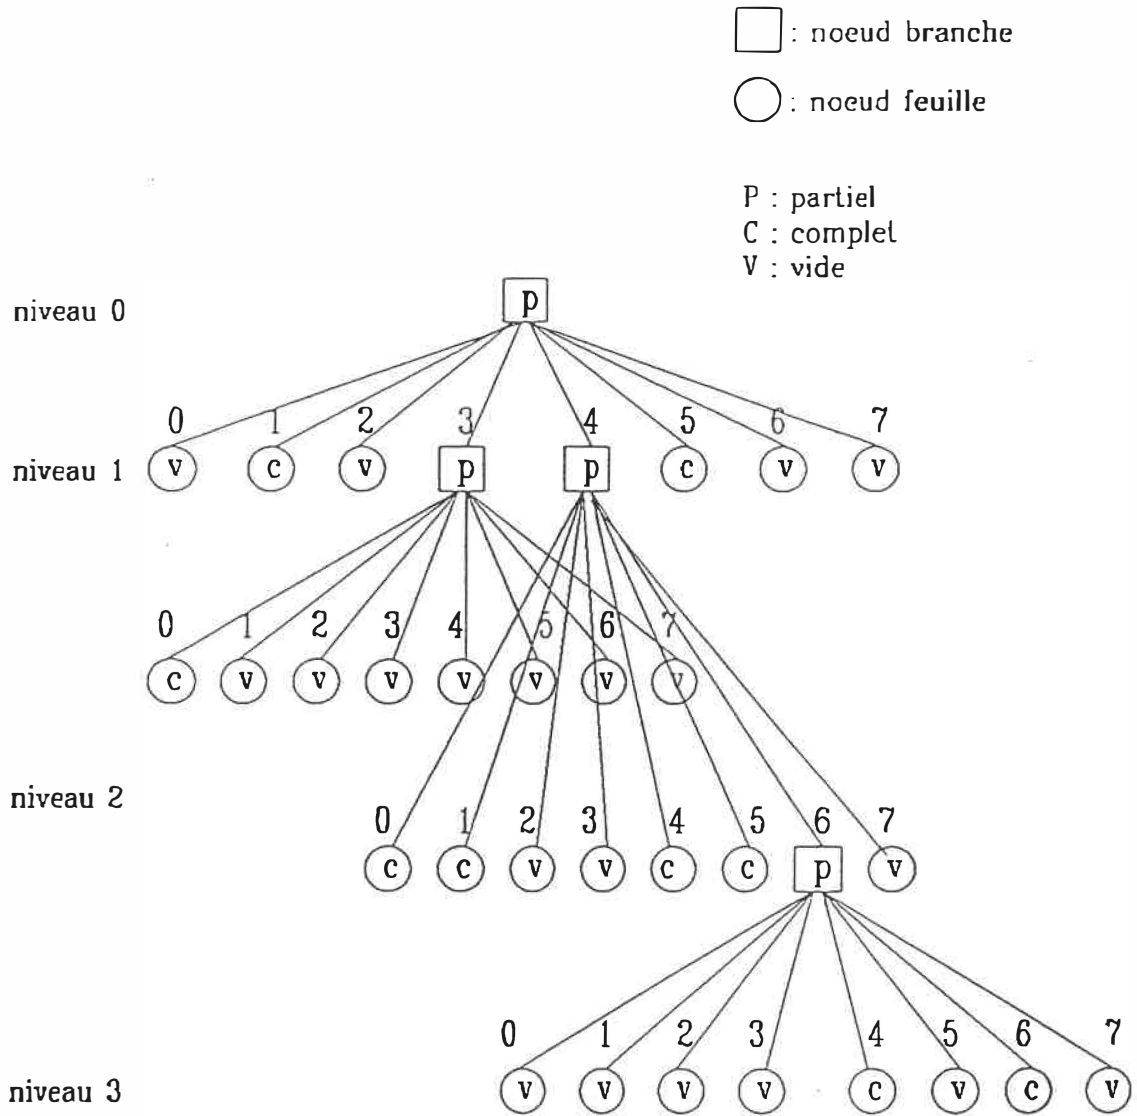 : noeud branche
: noeud feuille
P : partiel
C : complet
V : vide
niveau 0
p
0 1 2 3 4 5 6 7
niveau 1
v c v p p c v v
0 1 2 3 4 5 6 7
c v v v v v v v
niveau 2
0 1 2 3 4 5 6 7
c c v v c c p v
0 1 2 3 4 5 6 7
niveau 3
v v v v c v c v